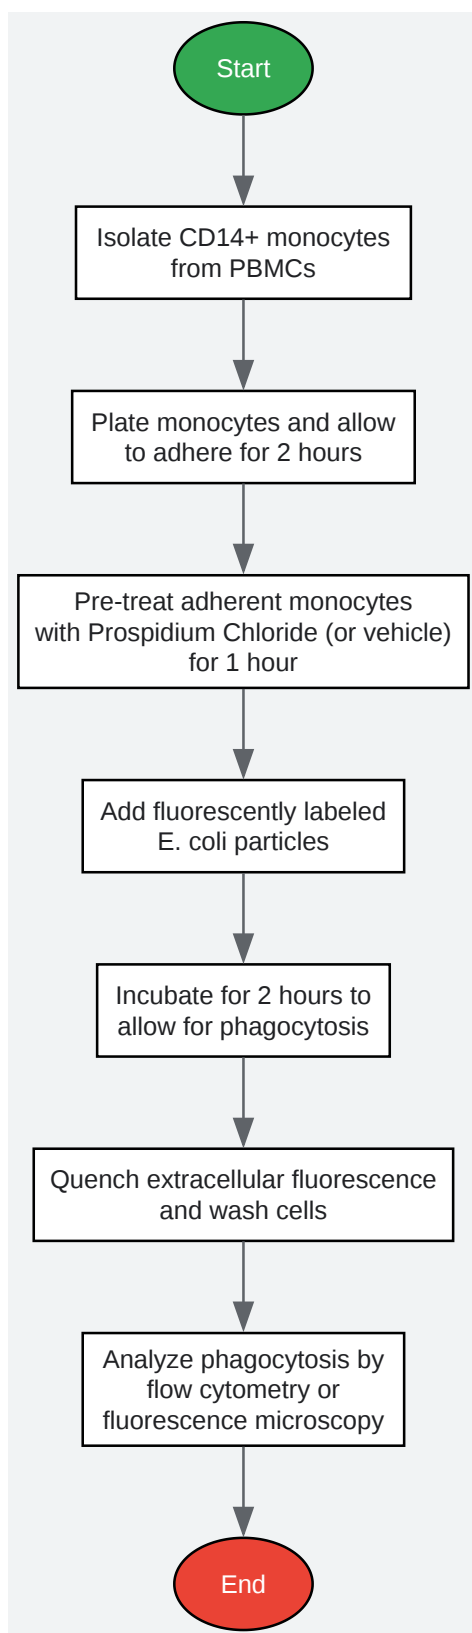 Start
Isolate CD14+ monocytes
from PBMCs
Plate monocytes and allow
to adhere for 2 hours
Pre-treat adherent monocytes
with Prospidium Chloride (or vehicle)
for 1 hour
Add fluorescently labeled
E. coli particles
Incubate for 2 hours to
allow for phagocytosis
Quench extracellular fluorescence
and wash cells
Analyze phagocytosis by
flow cytometry or
fluorescence microscopy
End